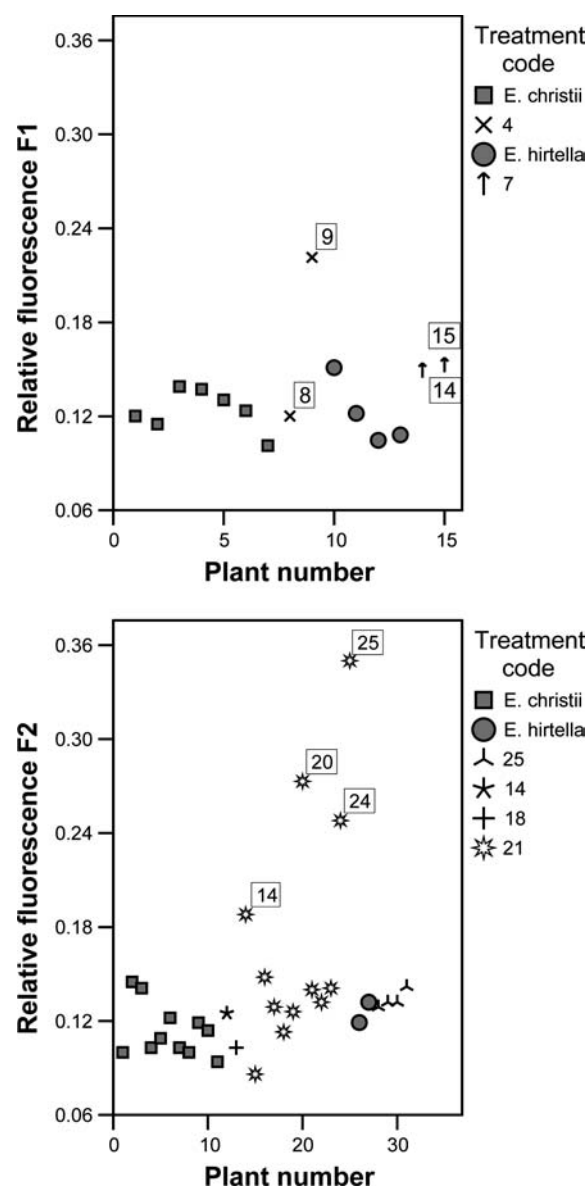 Relative fluorescence F1
0.36
0.30
0.24
0.18
0.12
0.06
9
8
15
14
0 5 10 15
Plant number
Treatment
code
E. christii
4
E. hirtella
7
Relative fluorescence F2
0.36
0.30
0.24
0.18
0.12
0.06
25
20
24
14
0 10 20 30
Plant number
Treatment
code
E. christii
E. hirtella
25
14
18
21